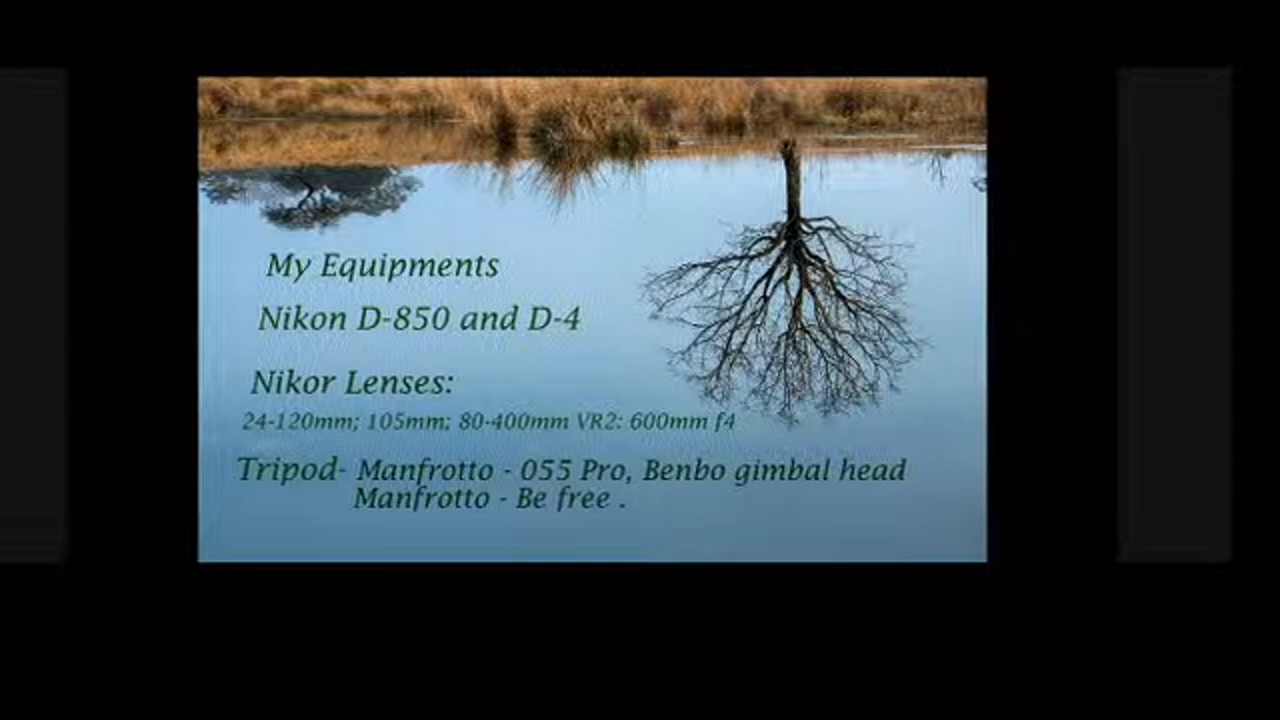 My Equipments
Nikon D-850 and D-4
Nikor Lenses:
24-120mm; 105mm; 80-400mm VR2: 600mm f4
Tripod- Manfrotto - 055 Pro, Benbo gimbal head
Manfrotto - Be free .